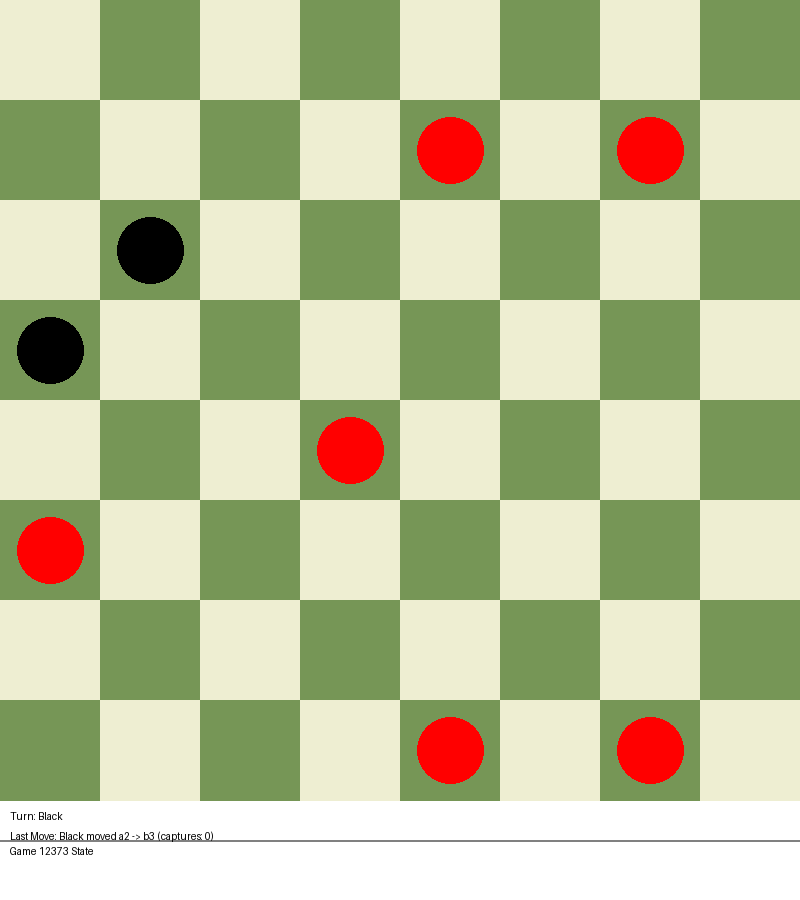 Turn: Black
Last Move: Black moved a2 -> b3 (captures: 0)
Game 12373 State